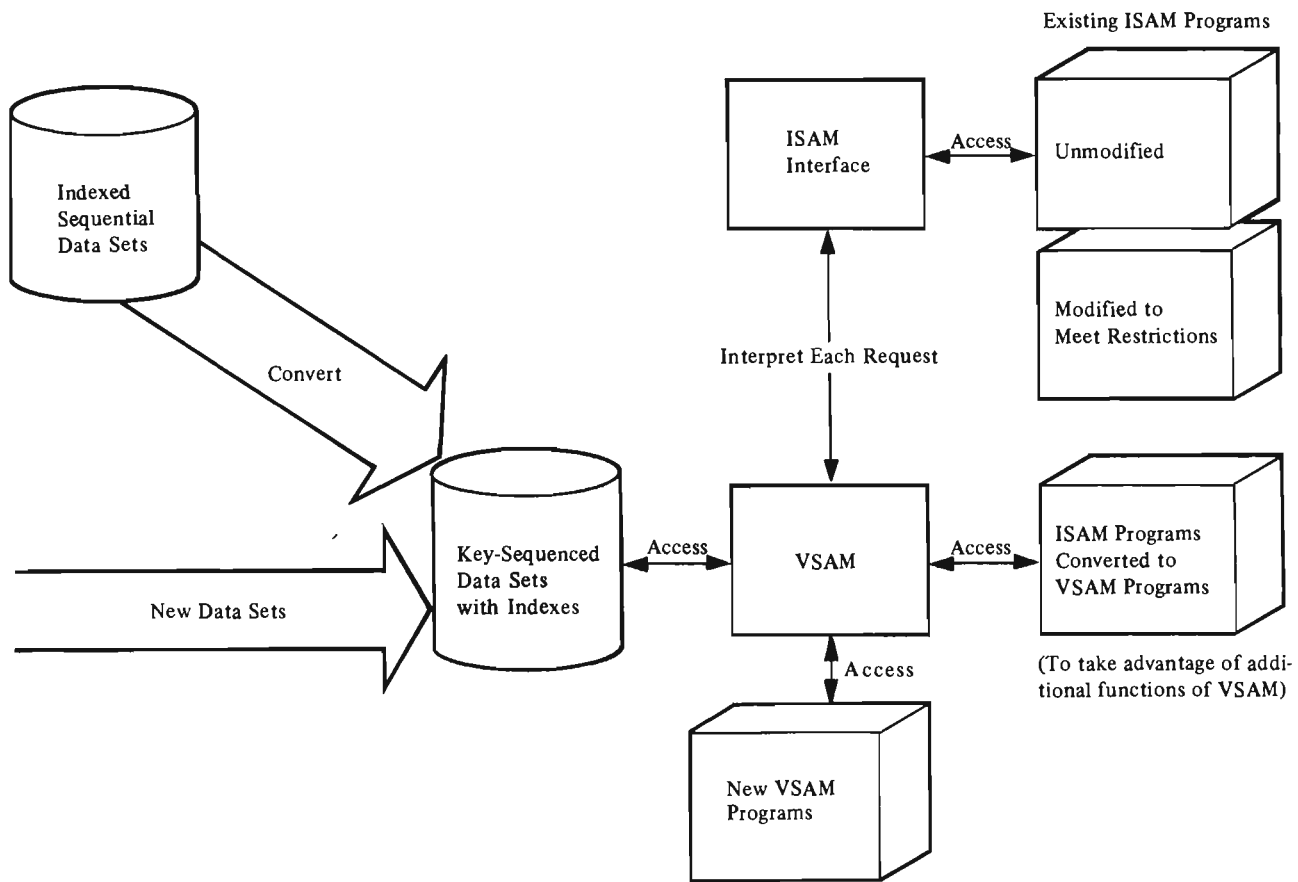 Existing ISAM Programs
Indexed
Sequential
Data Sets
ISAM
Interface
Access
Unmodified
Modified to
Meet Restrictions
Convert
Interpret Each Request
New Data Sets
Key-Sequenced
Data Sets
with Indexes
Access
VSAM
Access
ISAM Programs
Converted to
VSAM Programs
(To take advantage of addi-
tional functions of VSAM)
Access
New VSAM
Programs